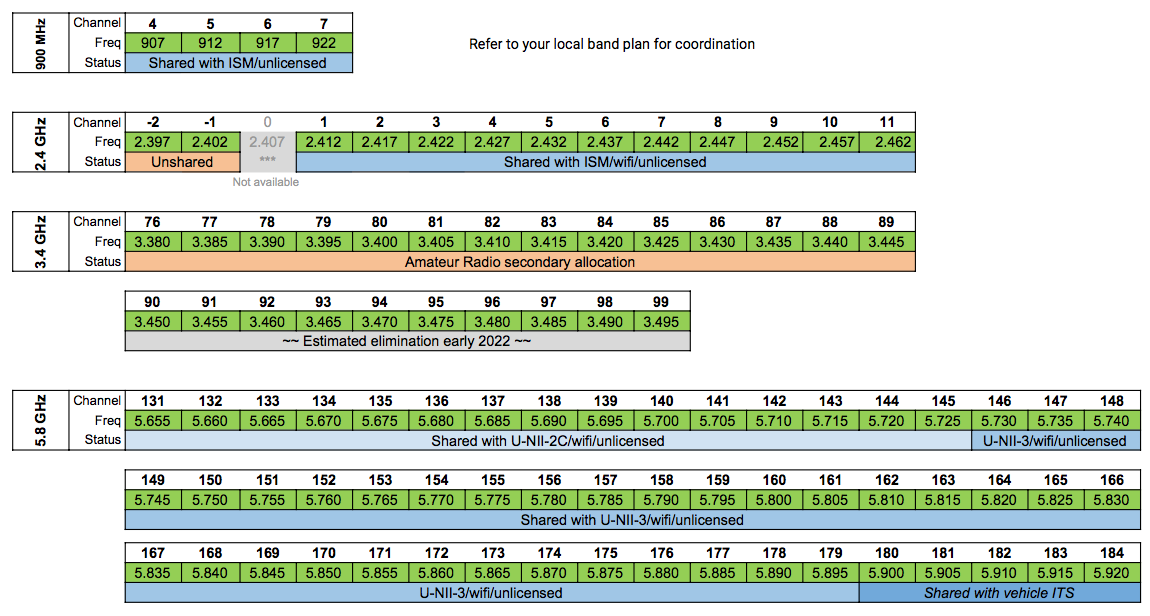 900 MHz
Channel 4 5 6 7
Freq 907 912 917 922
Status Shared with ISM/unlicensed
Refer to your local band plan for coordination
2.4 GHz
Channel -2 -1 0 1 2 3 4 5 6 7 8 9 10 11
Freq 2.397 2.402 2.407 2.412 2.417 2.422 2.427 2.432 2.437 2.442 2.447 2.452 2.457 2.462
Status Unshared *** Shared with ISM/wifi/unlicensed
Not available
3.4 GHz
Channel 76 77 78 79 80 81 82 83 84 85 86 87 88 89
Freq 3.380 3.385 3.390 3.395 3.400 3.405 3.410 3.415 3.420 3.425 3.430 3.435 3.440 3.445
Status Amateur Radio secondary allocation
90 91 92 93 94 95 96 97 98 99
3.450 3.455 3.460 3.465 3.470 3.475 3.480 3.485 3.490 3.495
~~ Estimated elimination early 2022 ~~
5.8 GHz
Channel 131 132 133 134 135 136 137 138 139 140 141 142 143 144 145 146 147 148
Freq 5.655 5.660 5.665 5.670 5.675 5.680 5.685 5.690 5.695 5.700 5.705 5.710 5.715 5.720 5.725 5.730 5.735 5.740
Status Shared with U-NII-2C/wifi/unlicensed U-NII-3/wifi/unlicensed
149 150 151 152 153 154 155 156 157 158 159 160 161 162 163 164 165 166
5.745 5.750 5.755 5.760 5.765 5.770 5.775 5.780 5.785 5.790 5.795 5.800 5.805 5.810 5.815 5.820 5.825 5.830
Shared with U-NII-3/wifi/unlicensed
167 168 169 170 171 172 173 174 175 176 177 178 179 180 181 182 183 184
5.835 5.840 5.845 5.850 5.855 5.860 5.865 5.870 5.875 5.880 5.885 5.890 5.895 5.900 5.905 5.910 5.915 5.920
U-NII-3/wifi/unlicensed Shared with vehicle ITS